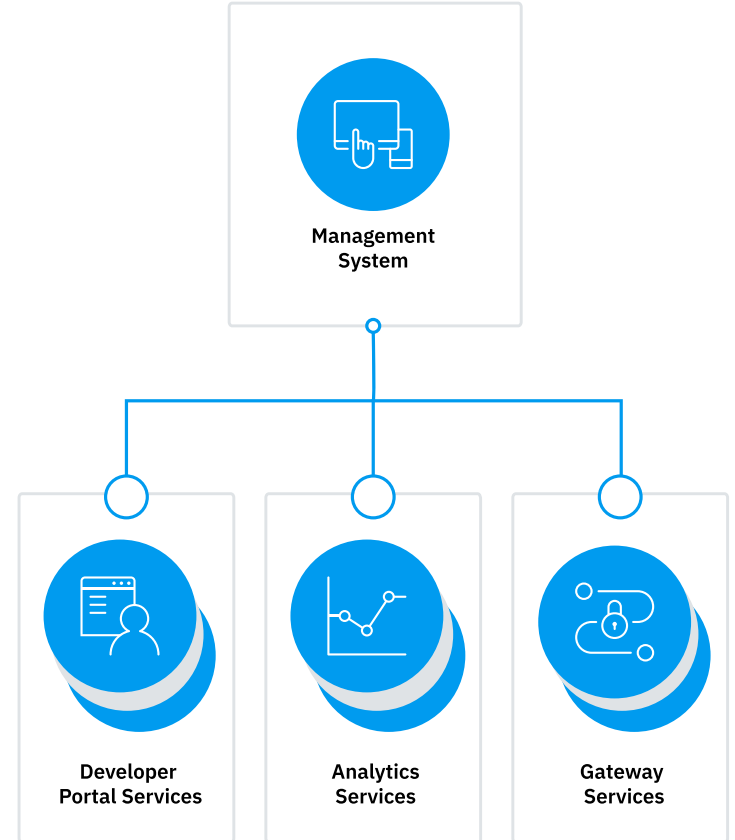 Management
System
Developer
Portal Services
Analytics
Services
Gateway
Services